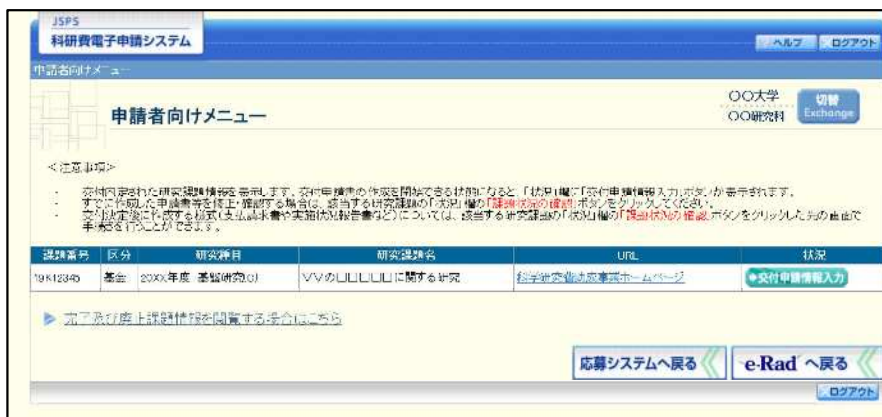 JSPS
科研費電子申請システム
ヘルプ ログアウト
申請者向けメニュー
申請者向けメニュー
〇〇大学
〇〇研究科
切替
Exchange
＜注意事項＞
・ 交付内定された研究課題情報を表示します。交付申請書の作成を開始できる状態になると、「状況」欄に「交付申請情報入力」ボタンが表示されます。
・ すでに作成した申請書等を修正・確認する場合は、該当する研究課題の「状況」欄の「課題状況の確認」ボタンをクリックしてください。
・ 交付決定後に作成する様式（支払請求書や実施状況報告書など）については、該当する研究課題の「状況」欄の「課題状況の確認」ボタンをクリックした先の画面で
手続きを行うことができます。
課題番号 区分 研究種目 研究課題名 URL 状況
19K12345 基金 20XX年度 基盤研究(C) ▽▽の□□□□□に関する研究 科学研究費助成事業ホームページ 交付申請情報入力
完了及び廃止課題情報を閲覧する場合はこちら
応募システムへ戻る e-Rad へ戻る
ログアウト